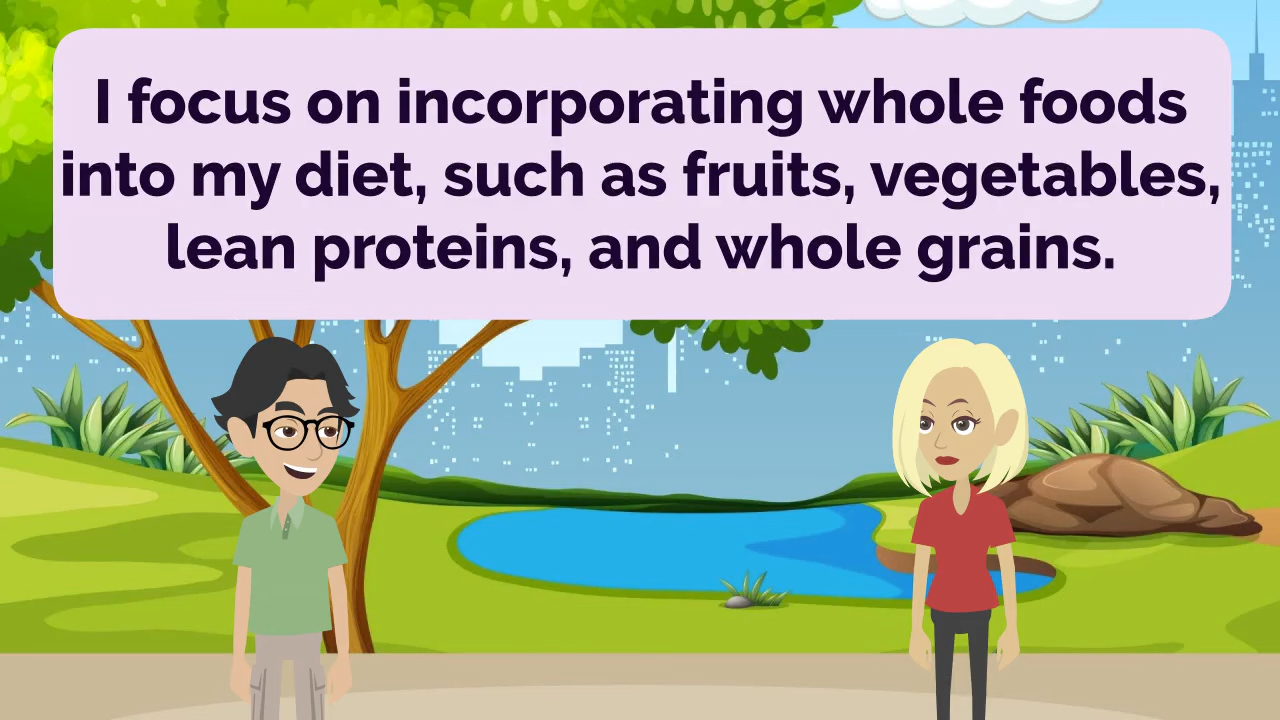 I focus on incorporating whole foods
into my diet, such as fruits, vegetables,
lean proteins, and whole grains.